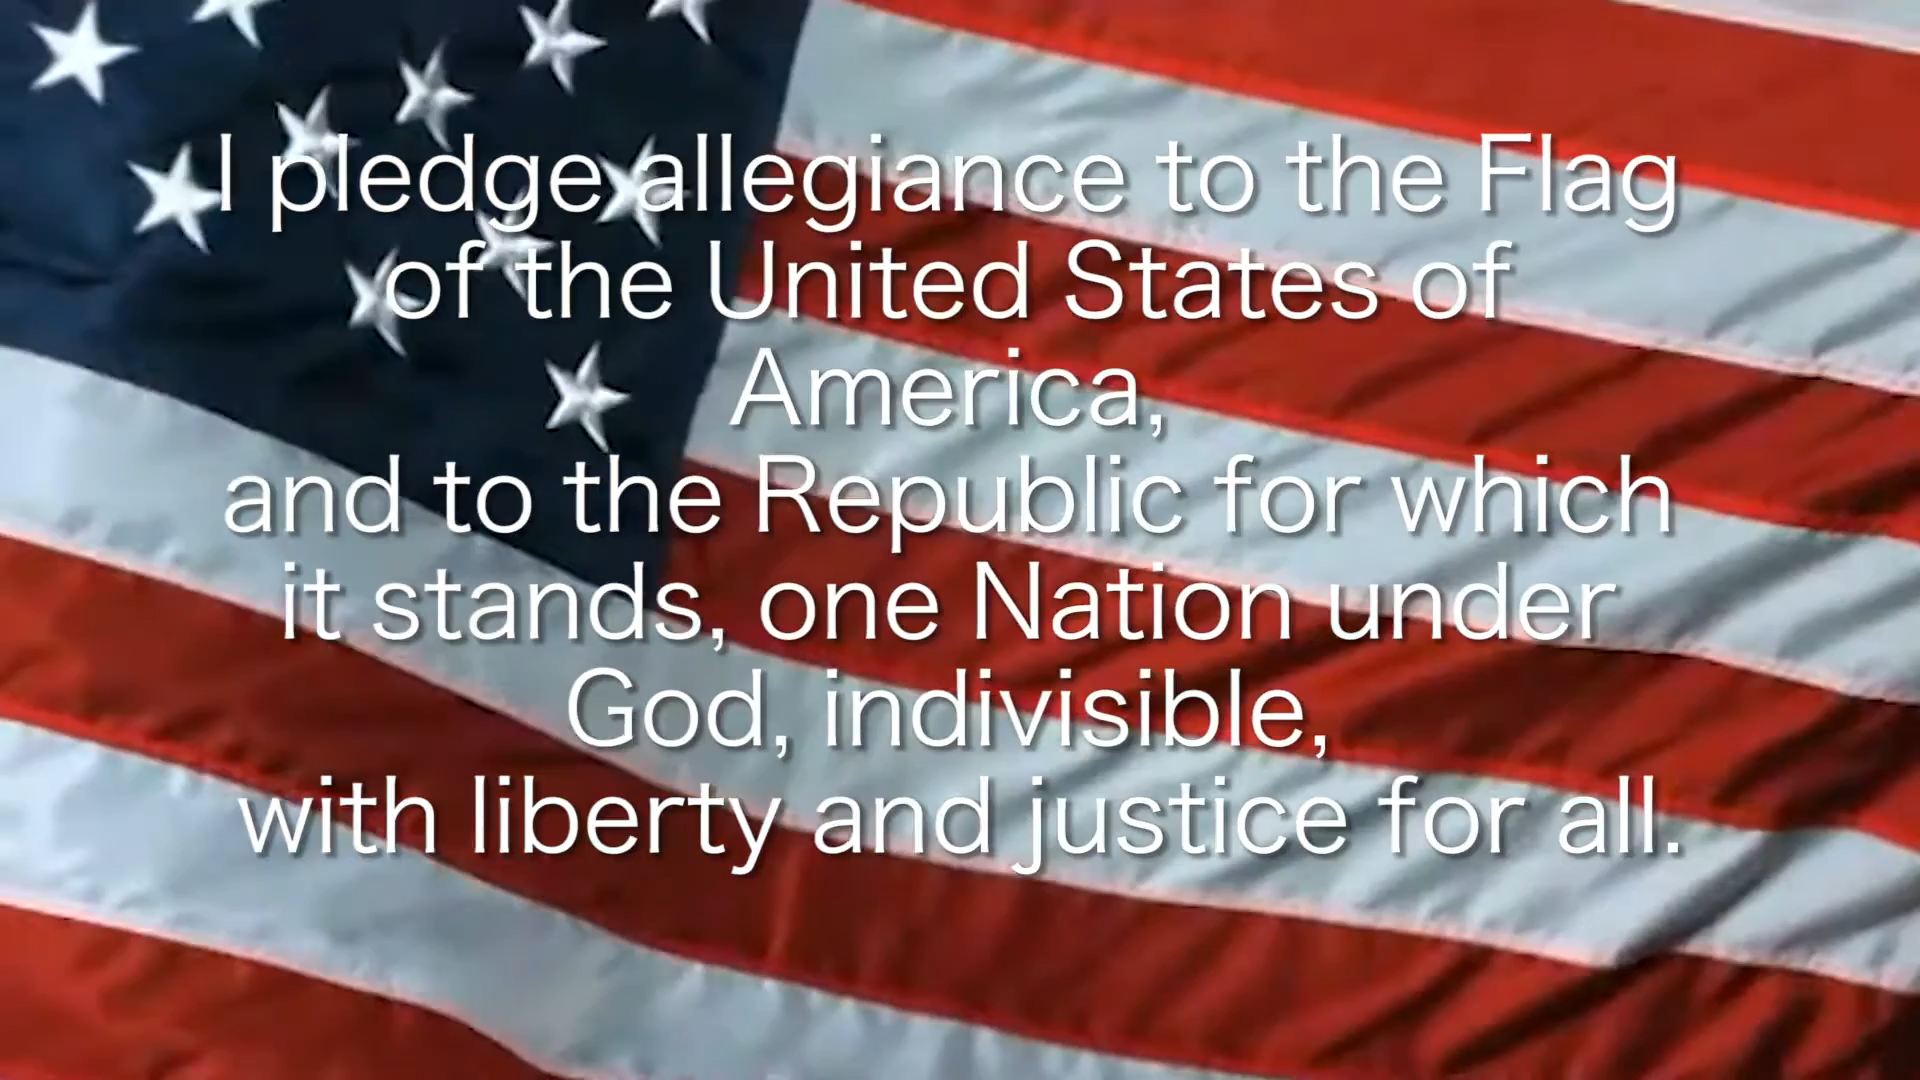 I pledge allegiance to the Flag
of the United States of
America,
and to the Republic for which
it stands, one Nation under
God, indivisible,
with liberty and justice for all.